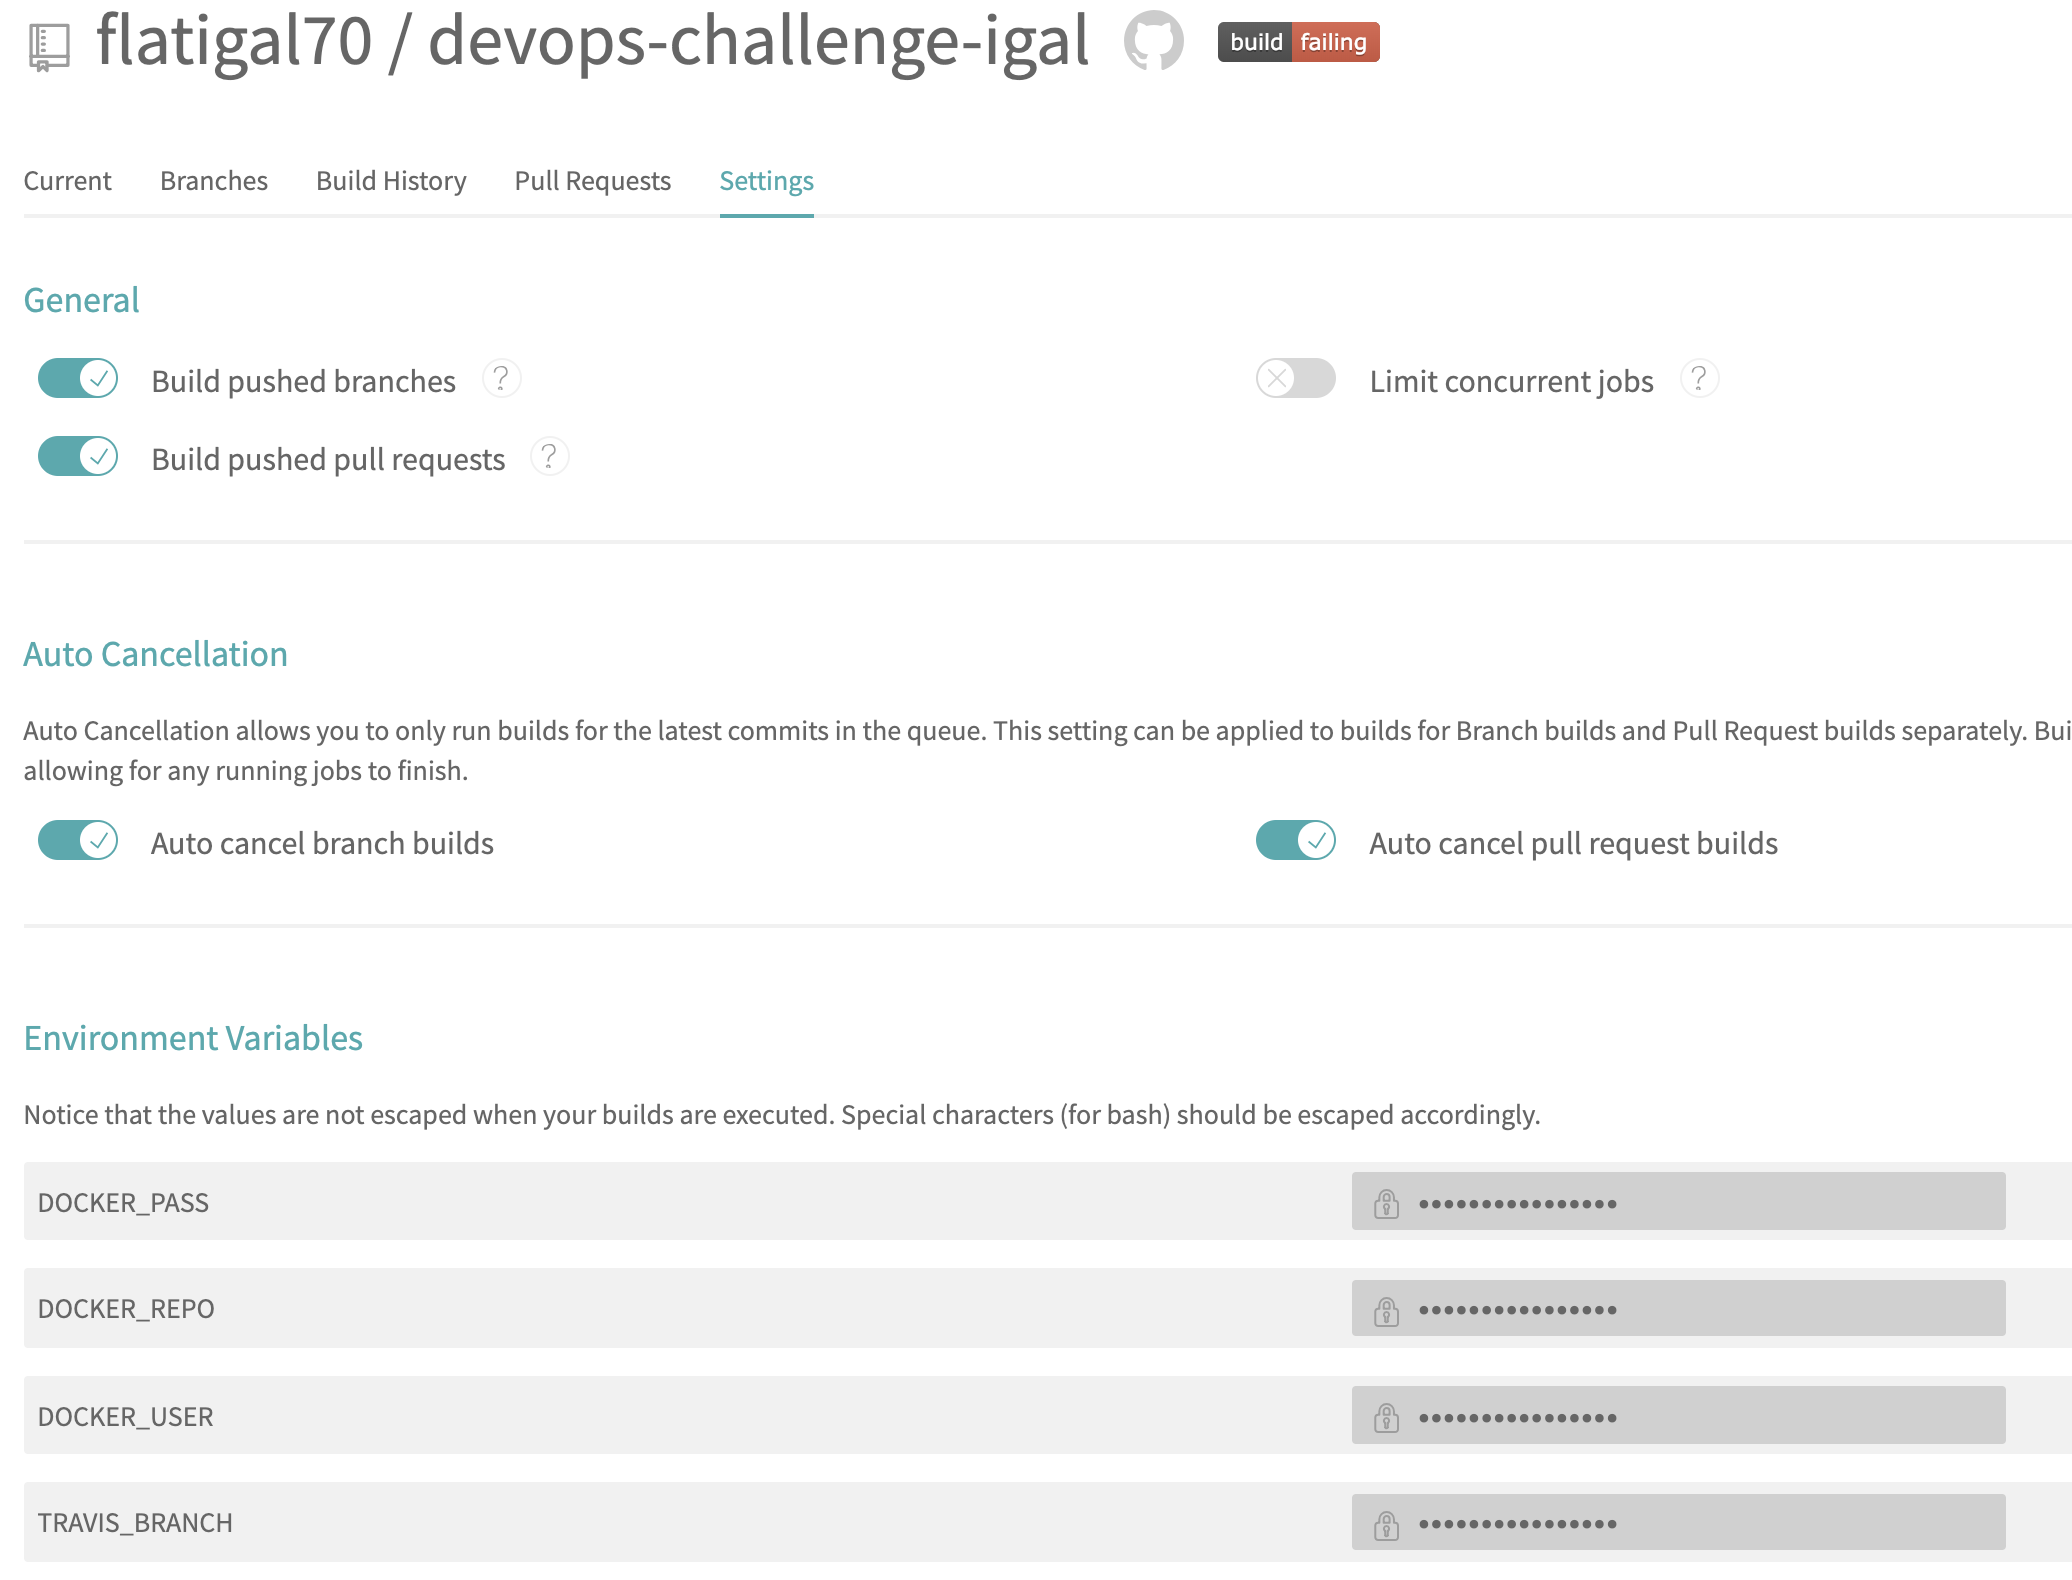 flatigal70 / devops-challenge-igal build failing
Current Branches Build History Pull Requests Settings
General
Build pushed branches ? Limit concurrent jobs ?
Build pushed pull requests ?
Auto Cancellation
Auto Cancellation allows you to only run builds for the latest commits in the queue. This setting can be applied to builds for Branch builds and Pull Request builds separately. Bui
allowing for any running jobs to finish.
Auto cancel branch builds Auto cancel pull request builds
Environment Variables
Notice that the values are not escaped when your builds are executed. Special characters (for bash) should be escaped accordingly.
DOCKER_PASS ••••••••••••••••
DOCKER_REPO ••••••••••••••••
DOCKER_USER ••••••••••••••••
TRAVIS_BRANCH ••••••••••••••••